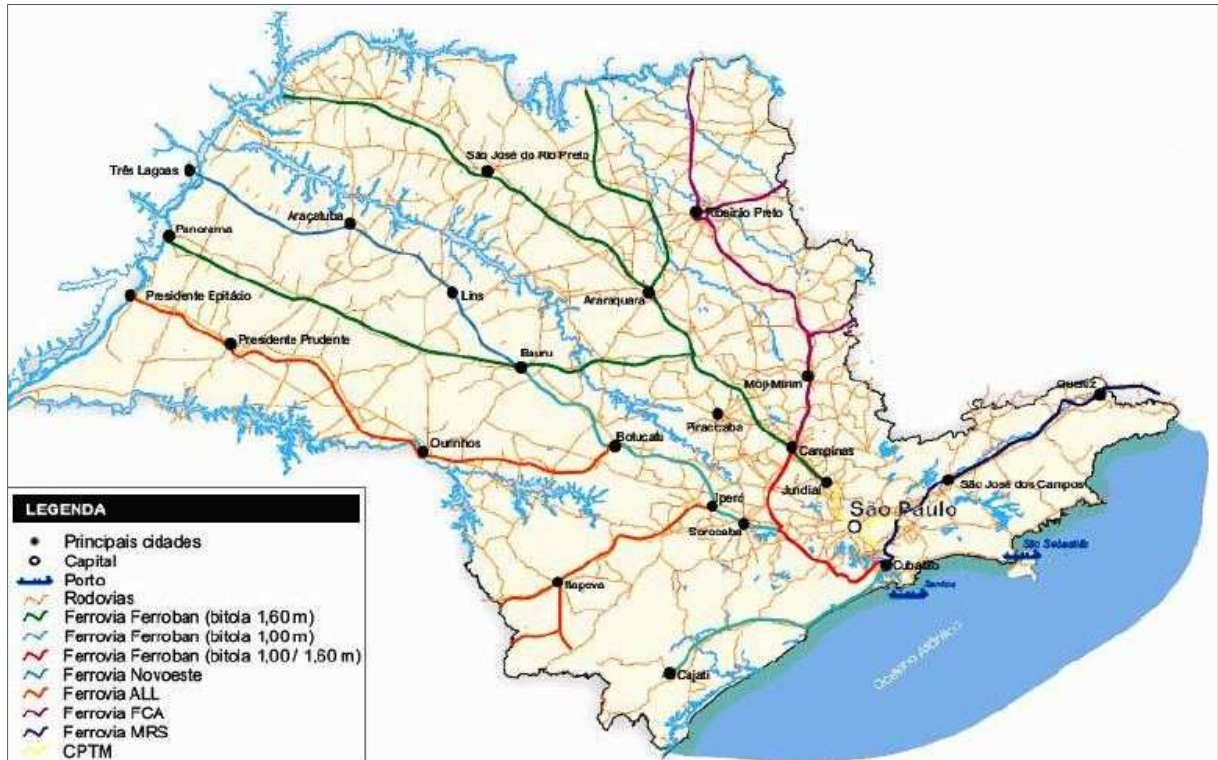 São José do Rio Preto
Três Lagoas
Ribeirão Preto
Araçatuba
Panorama
Presidente Epitácio
Lins
Araraquara
Presidente Prudente
Bauru
Moji-Mirim
Queluz
Piracicaba
Ourinhos
Botucatu
Campinas
Jundiaí
São José dos Campos
Iperó
São Paulo
Sorocaba
São Sebastião
Cubatão
Itapeva
Santos
Cajati
Oceano Atlântico
LEGENDA
Principais cidades
Capital
Porto
Rodovias
Ferrovia Ferroban (bitola 1,60 m)
Ferrovia Ferroban (bitola 1,00 m)
Ferrovia Ferroban (bitola 1,00 / 1,60 m)
Ferrovia Novoeste
Ferrovia ALL
Ferrovia FCA
Ferrovia MRS
CPTM